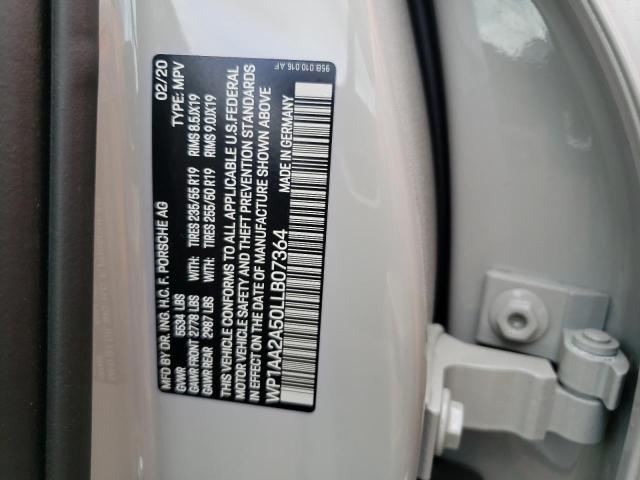 MFD BY DR. ING. H.C. F. PORSCHE AG 02/20
GVWR 5534 LBS TYPE: MPV
GAWR FRONT 2778 LBS TIRES 235/55 R19 RIMS 8.5JX19
GAWR REAR 2987 LBS TIRES 255/50 R19 RIMS 9.0JX19
THIS VEHICLE CONFORMS TO ALL APPLICABLE U.S. FEDERAL
MOTOR VEHICLE SAFETY AND THEFT PREVENTION STANDARDS
IN EFFECT ON THE DATE OF MANUFACTURE SHOWN ABOVE
WP1AA2A50LLB07364 MADE IN GERMANY
95B 010 016 AF